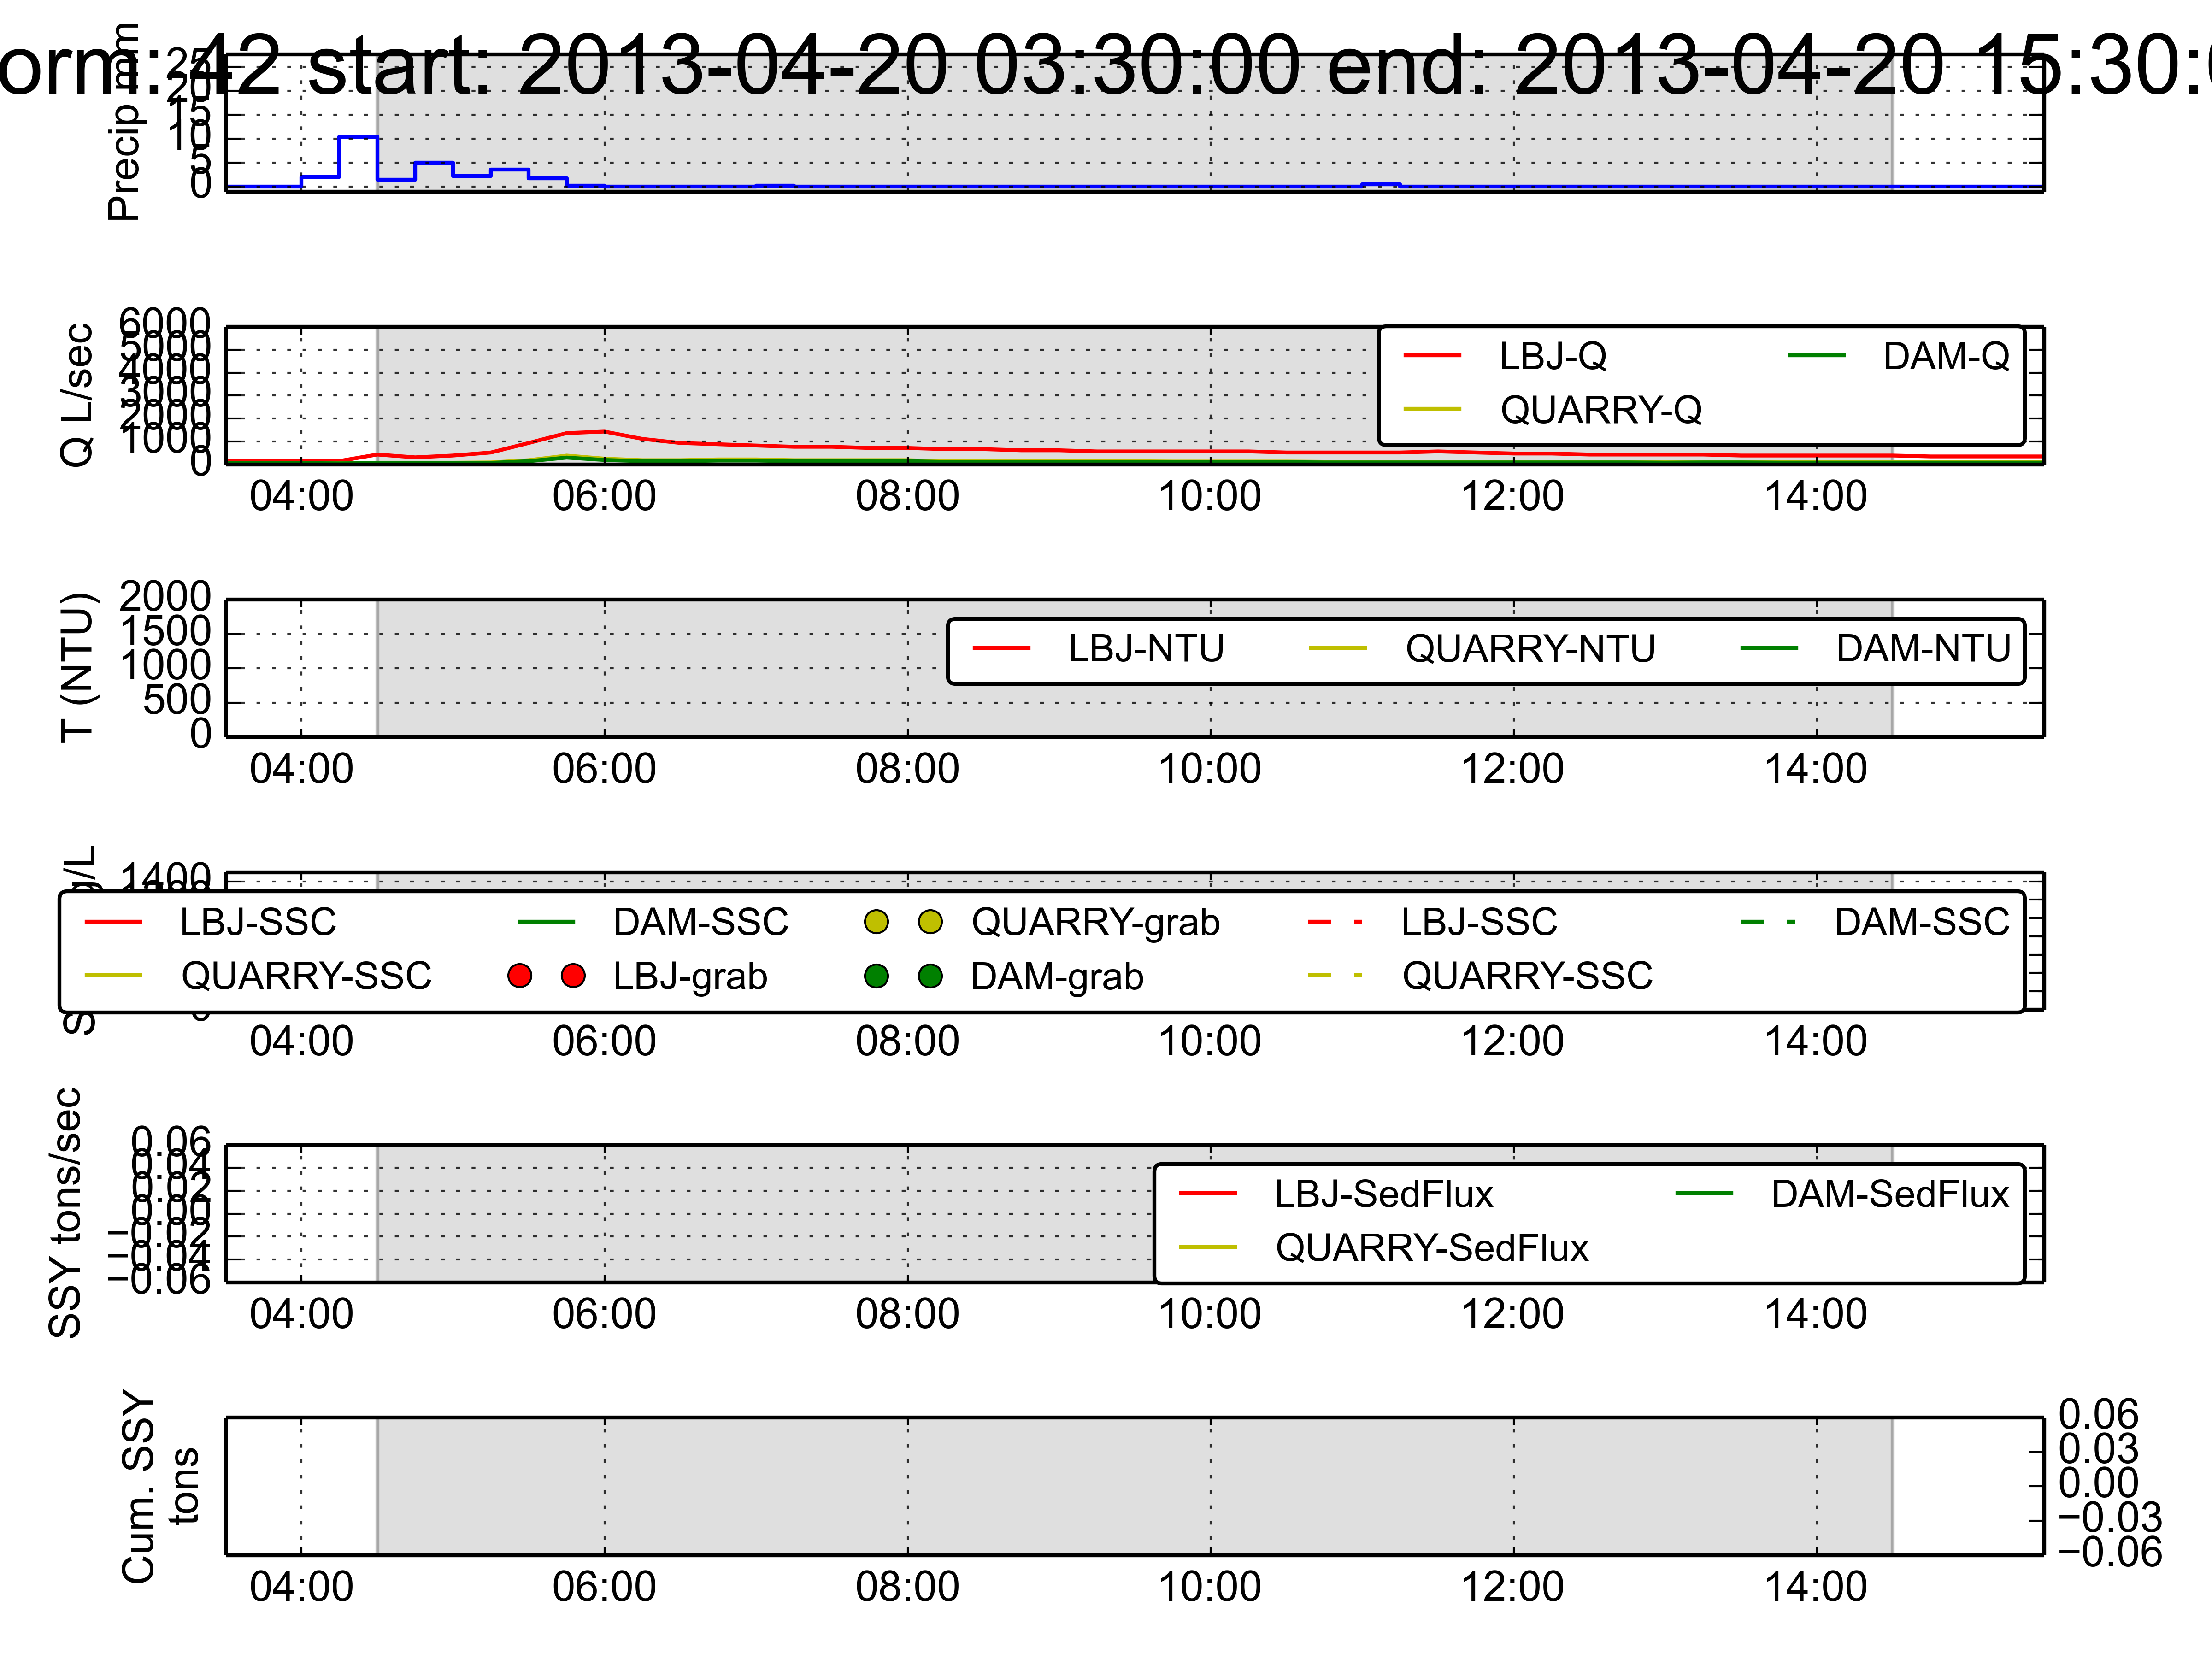 orm: 42 start: 2013-04-20 03:30:00 end: 2013-04-20 15:30:0
Precip mm
25
20
15
10
5
0
Q L/sec
6000
5000
4000
3000
2000
1000
0
LBJ-Q
DAM-Q
QUARRY-Q
04:00 06:00 08:00 10:00 12:00 14:00
T (NTU)
2000
1500
1000
500
0
LBJ-NTU QUARRY-NTU DAM-NTU
04:00 06:00 08:00 10:00 12:00 14:00
g/L
1400
LBJ-SSC DAM-SSC QUARRY-grab LBJ-SSC DAM-SSC
QUARRY-SSC LBJ-grab DAM-grab QUARRY-SSC
04:00 06:00 08:00 10:00 12:00 14:00
SSY tons/sec
0.06
0.04
0.02
0.00
−0.02
−0.04
−0.06
LBJ-SedFlux DAM-SedFlux
QUARRY-SedFlux
04:00 06:00 08:00 10:00 12:00 14:00
Cum. SSY
tons
0.06
0.03
0.00
−0.03
−0.06
04:00 06:00 08:00 10:00 12:00 14:00